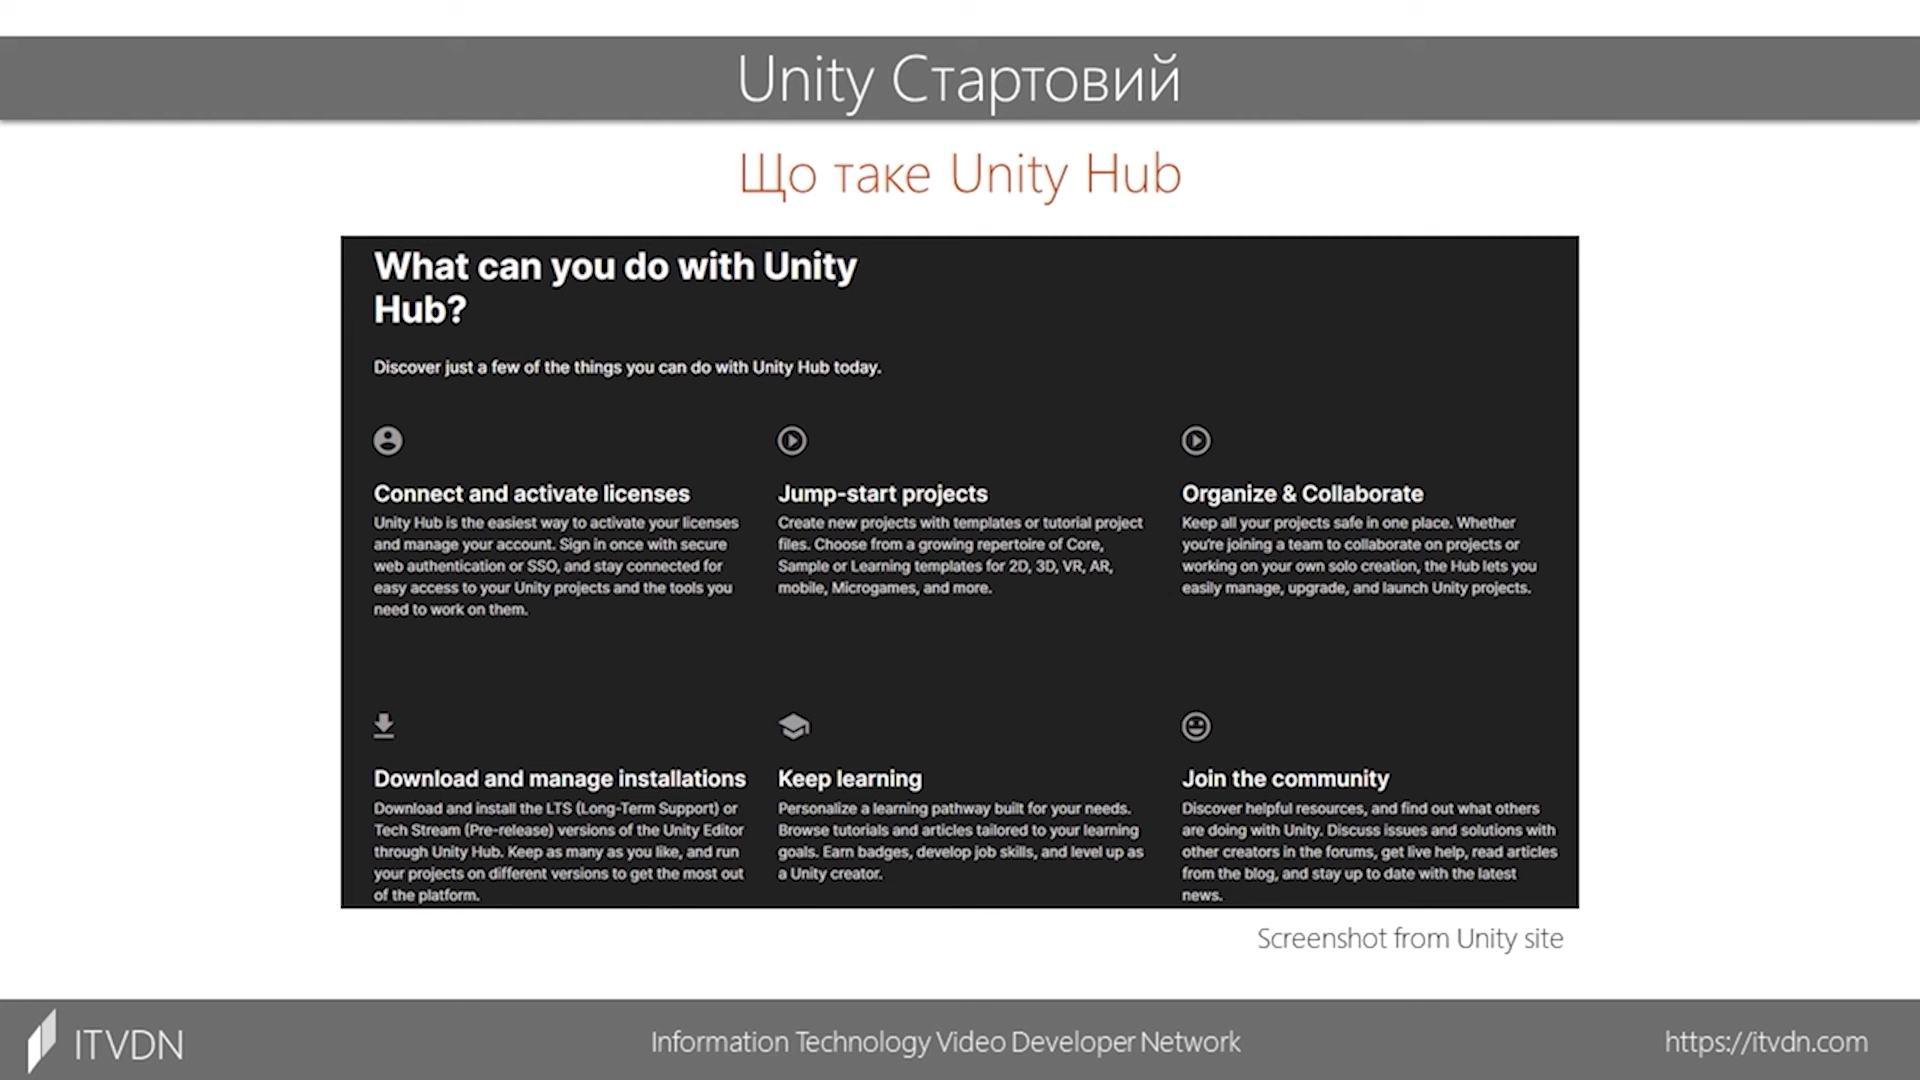 Unity Стартовий
Що таке Unity Hub
What can you do with Unity
Hub?
Discover just a few of the things you can do with Unity Hub today.
Connect and activate licenses
Unity Hub is the easiest way to activate your licenses
and manage your account. Sign in once with secure
web authentication or SSO, and stay connected for
easy access to your Unity projects and the tools you
need to work on them.
Jump-start projects
Create new projects with templates or tutorial project
files. Choose from a growing repertoire of Core,
Sample or Learning templates for 2D, 3D, VR, AR,
mobile, Microgames, and more.
Organize & Collaborate
Keep all your projects safe in one place. Whether
you're joining a team to collaborate on projects or
working on your own solo creation, the Hub lets you
easily manage, upgrade, and launch Unity projects.
Download and manage installations
Download and install the LTS (Long-Term Support) or
Tech Stream (Pre-release) versions of the Unity Editor
through Unity Hub. Keep as many as you like, and run
your projects on different versions to get the most out
of the platform.
Keep learning
Personalize a learning pathway built for your needs.
Browse tutorials and articles tailored to your learning
goals. Earn badges, develop job skills, and level up as
a Unity creator.
Join the community
Discover helpful resources, and find out what others
are doing with Unity. Discuss issues and solutions with
other creators in the forums, get live help, read articles
from the blog, and stay up to date with the latest
news.
Screenshot from Unity site
ITVDN
Information Technology Video Developer Network
https://itvdn.com